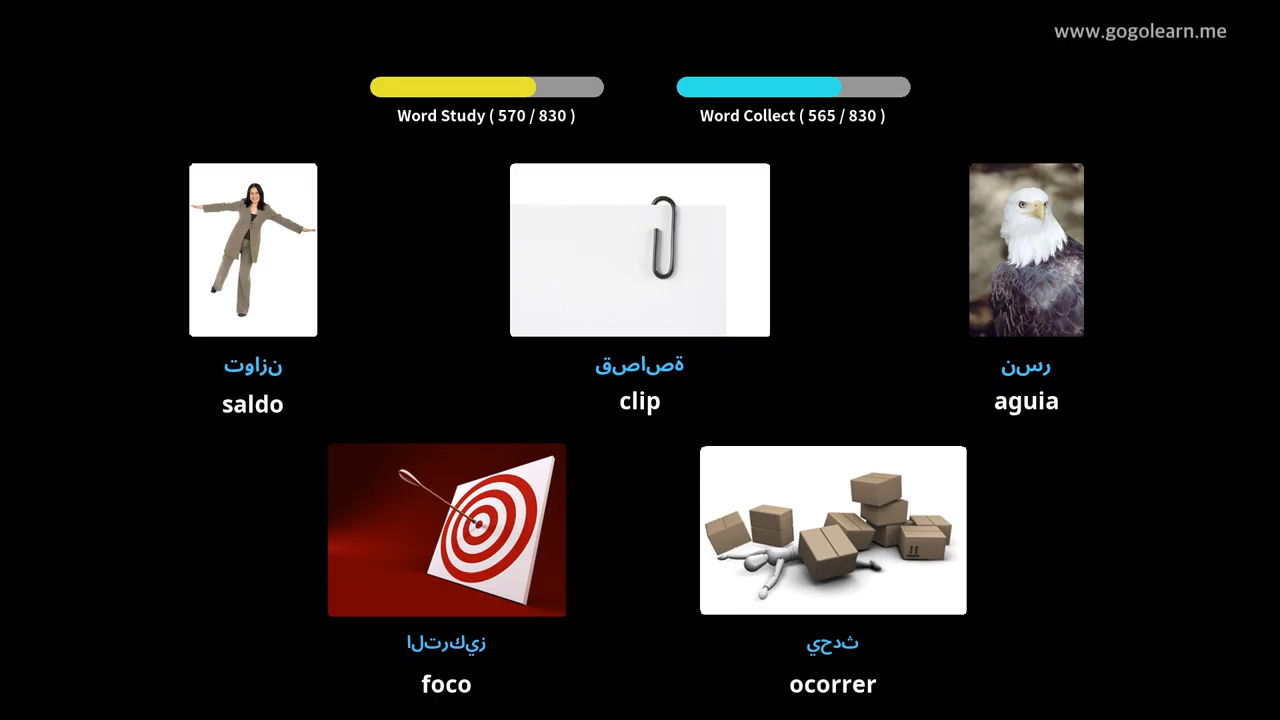 www.gogolearn.me
Word Study ( 570 / 830 )
Word Collect ( 565 / 830 )
توازن
saldo
قصاصة
clip
نسر
aguia
التركيز
foco
يحدث
ocorrer